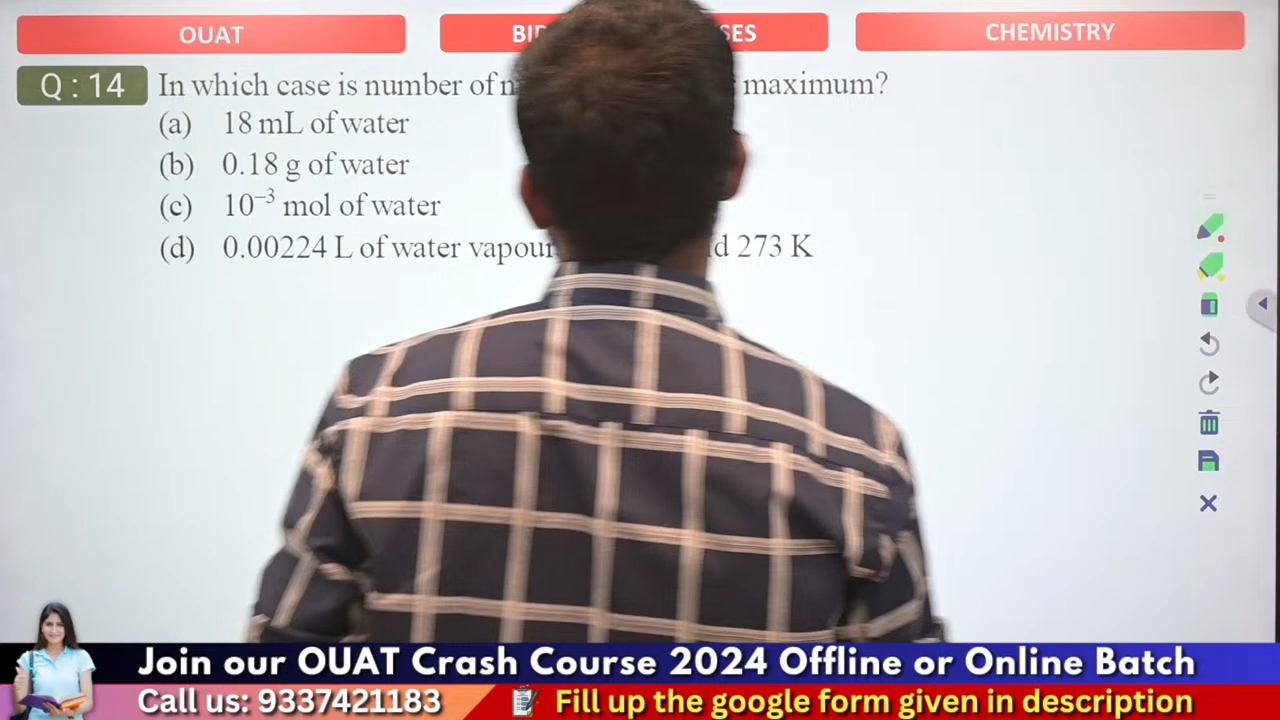 OUAT
SES
CHEMISTRY
Q : 14 In which case is number of maximum?
(a) 18 mL of water
(b) 0.18 g of water
(c) 10⁻³ mol of water
(d) 0.00224 L of water vapour 273 K
Join our OUAT Crash Course 2024 Offline or Online Batch
Call us: 9337421183
Fill up the google form given in description